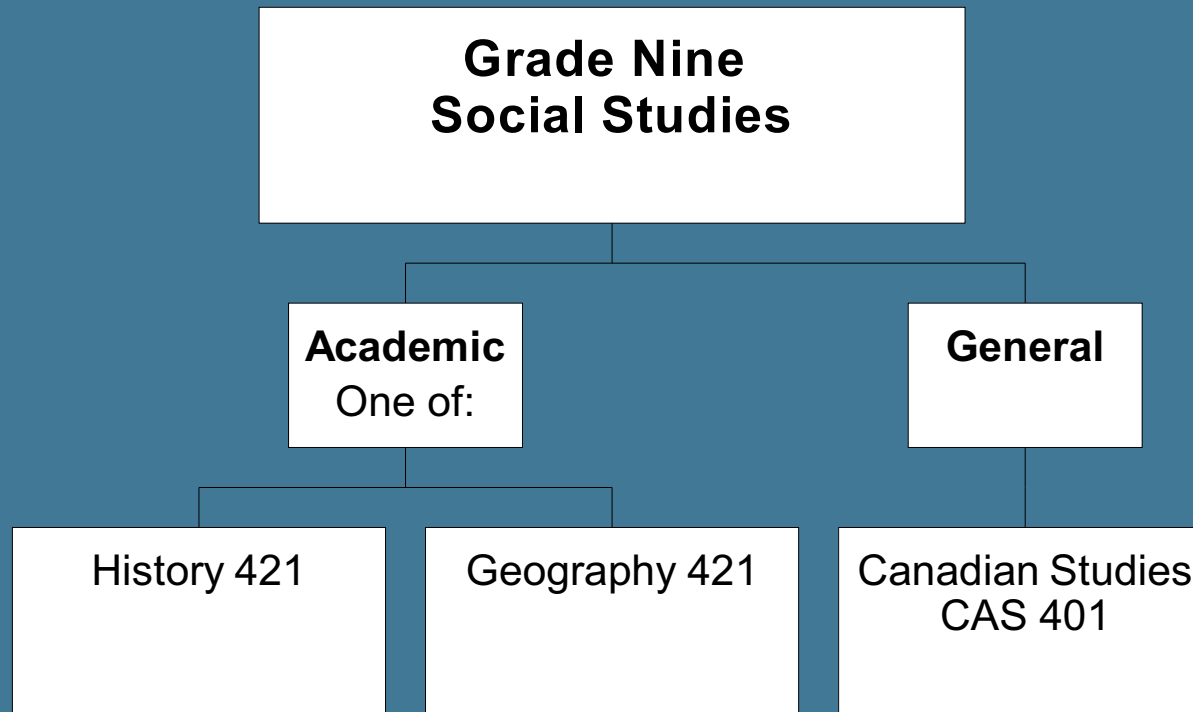 Grade Nine
Social Studies
Academic
One of:
General
History 421
Geography 421
Canadian Studies
CAS 401